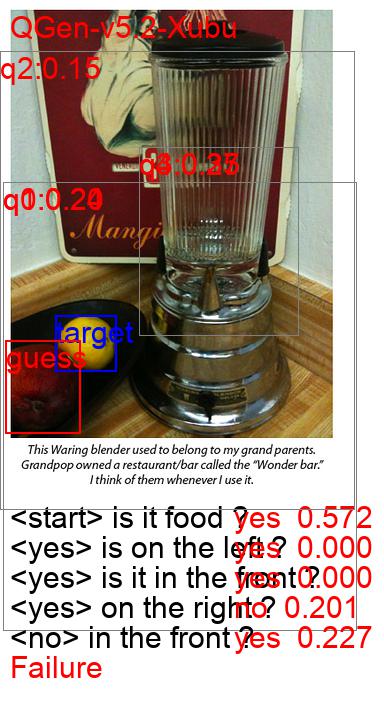 QGen-v5.2-Xubu
q2:0.15
Mangi
target
guess
This Waring blender used to belong to my grand parents.
Grandpop owned a restaurant/bar called the "Wonder bar."
I think of them whenever I use it.
<start> is it food ? yes 0.572
<yes> is on the left ? yes 0.000
<yes> is it in the front ? yes 0.000
<yes> on the right ? no 0.201
<no> in the front ? yes 0.227
Failure